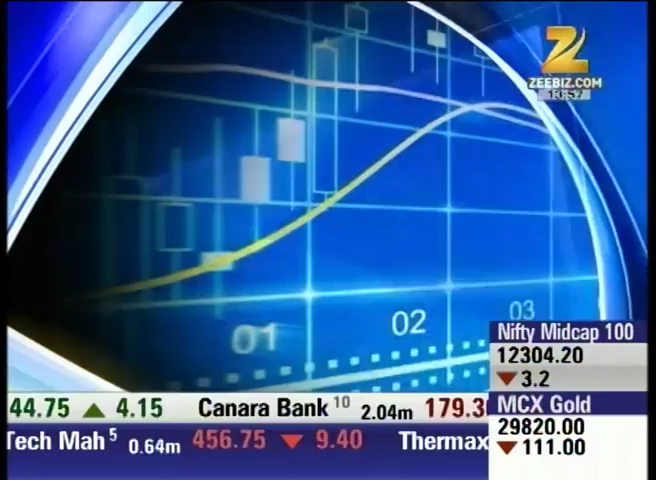 Z
ZEEBIZ.COM
13:57
01
02
03
Nifty Midcap 100
12304.20
▼ 3.2
44.75 ▲ 4.15 Canara Bank 10 2.04m 179.3
MCX Gold
29820.00
▼ 111.00
Tech Mah 5 0.64m 456.75 ▼ 9.40 Thermax